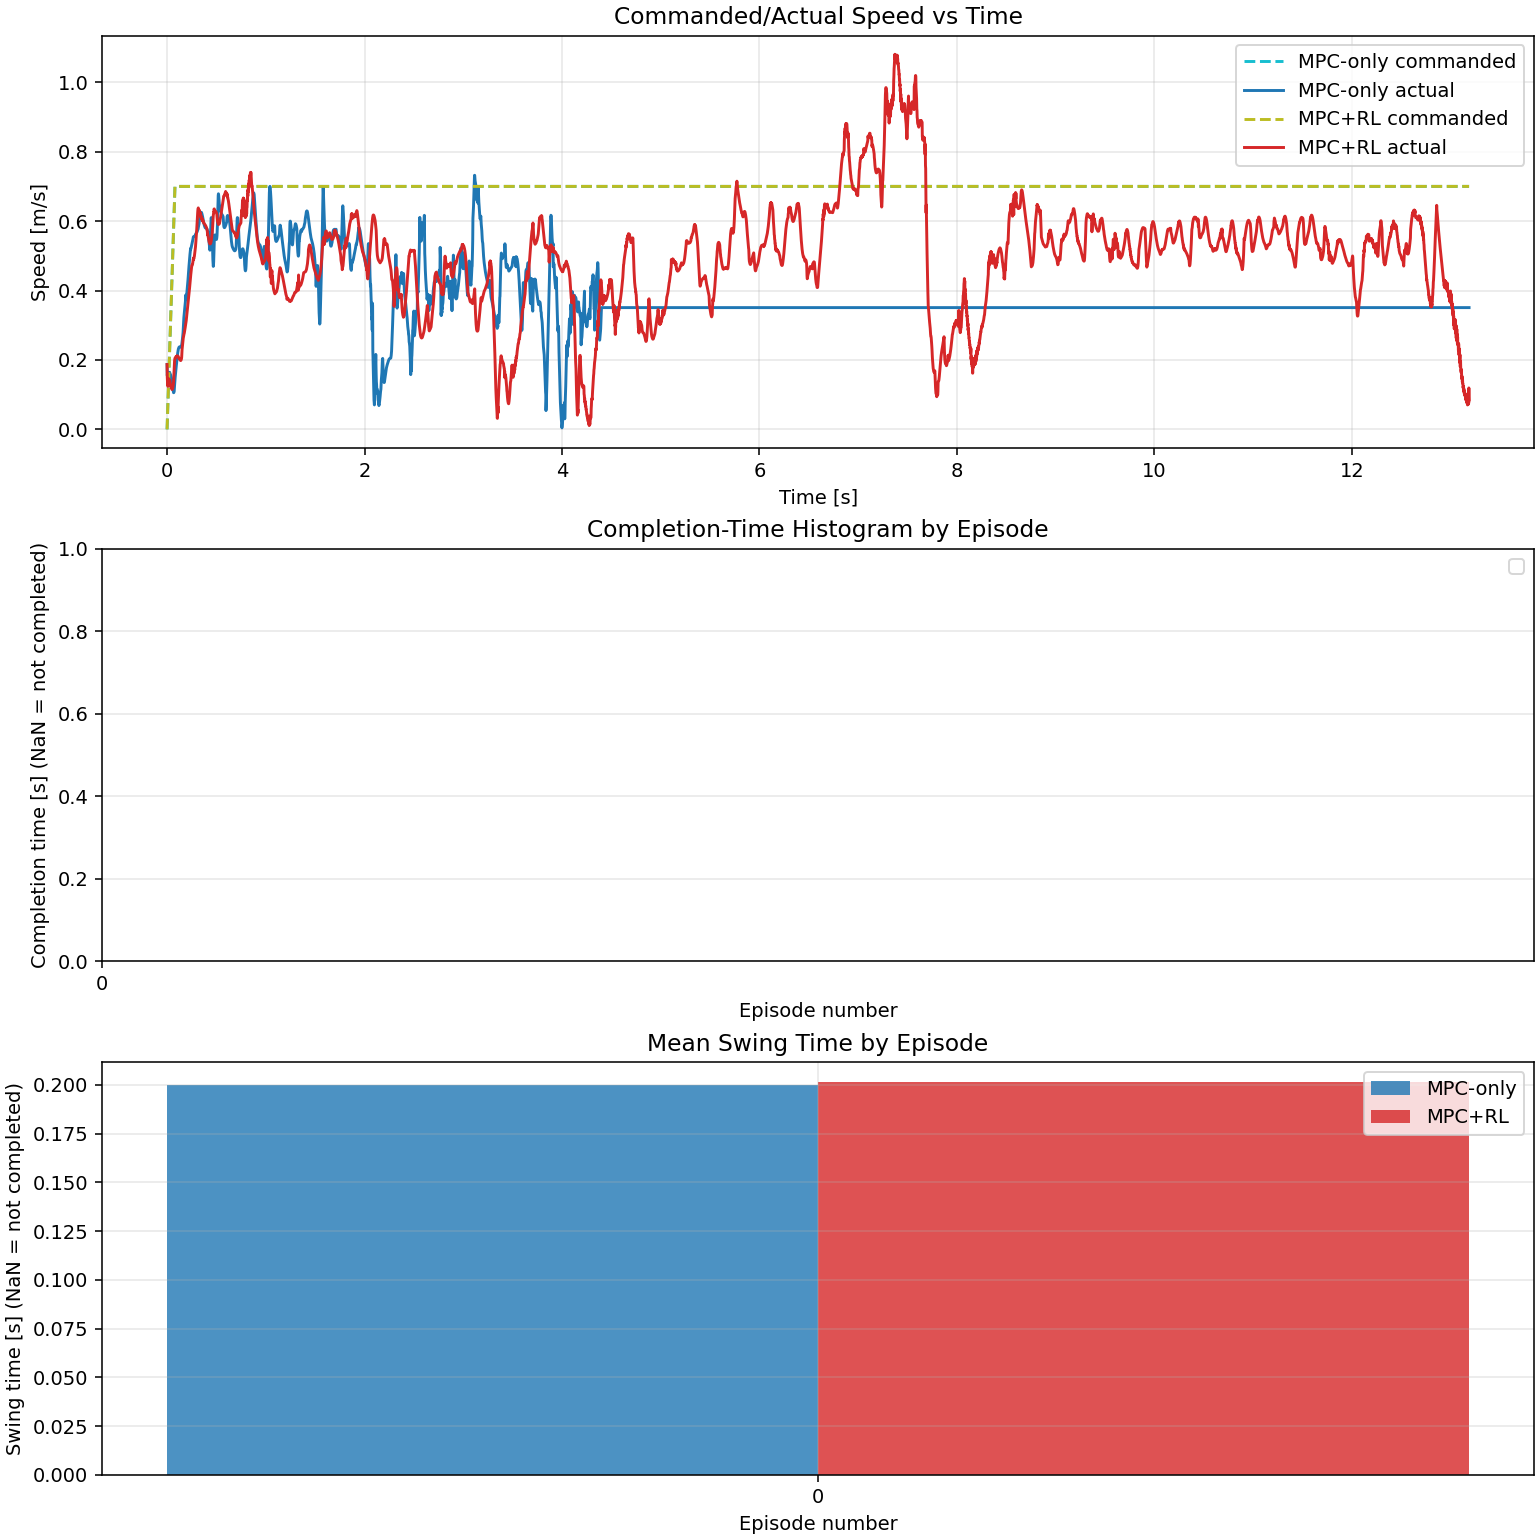 Commanded/Actual Speed vs Time
Speed [m/s]
1.0
0.8
0.6
0.4
0.2
0.0
MPC-only commanded
MPC-only actual
MPC+RL commanded
MPC+RL actual
0 2 4 6 8 10 12
Time [s]
Completion-Time Histogram by Episode
Completion time [s] (NaN = not completed)
1.0
0.8
0.6
0.4
0.2
0.0
0
Episode number
Mean Swing Time by Episode
Swing time [s] (NaN = not completed)
0.200
0.175
0.150
0.125
0.100
0.075
0.050
0.025
0.000
MPC-only
MPC+RL
0
Episode number